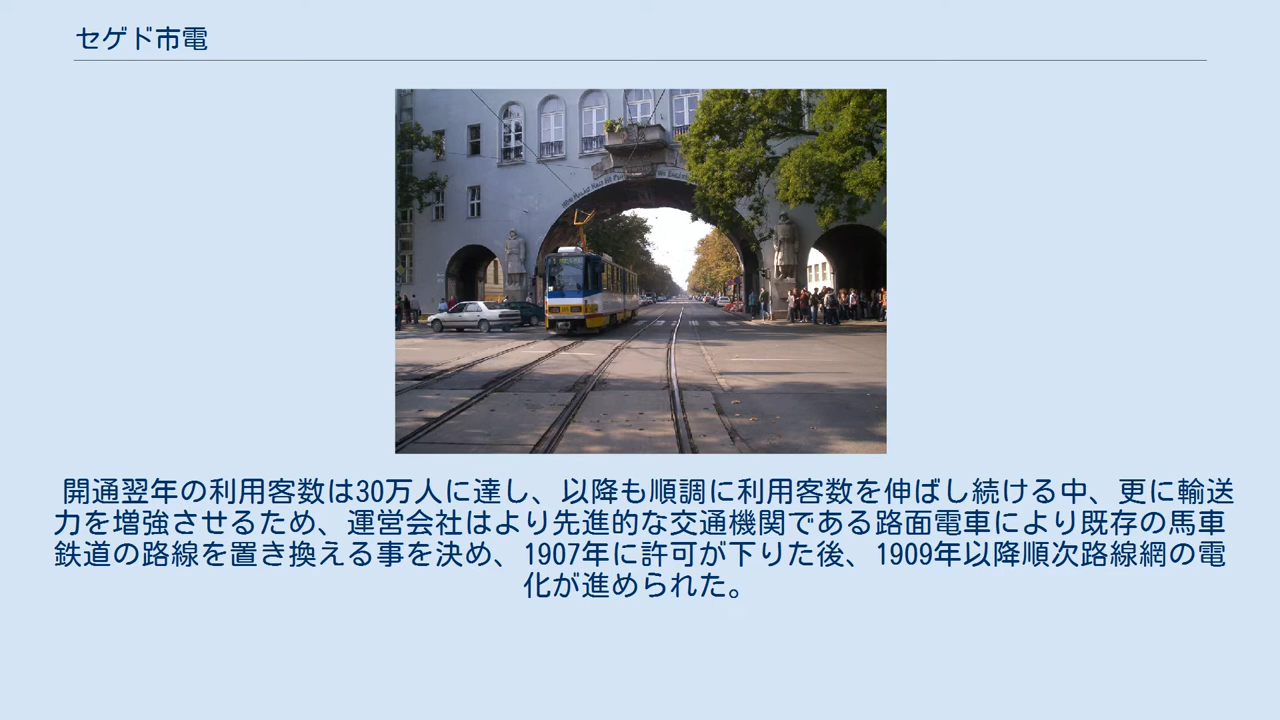 セゲド市電
開通翌年の利用客数は30万人に達し、以降も順調に利用客数を伸ばし続ける中、更に輸送
力を増強させるため、運営会社はより先進的な交通機関である路面電車により既存の馬車
鉄道の路線を置き換える事を決め、1907年に許可が下りた後、1909年以降順次路線網の電
化が進められた。